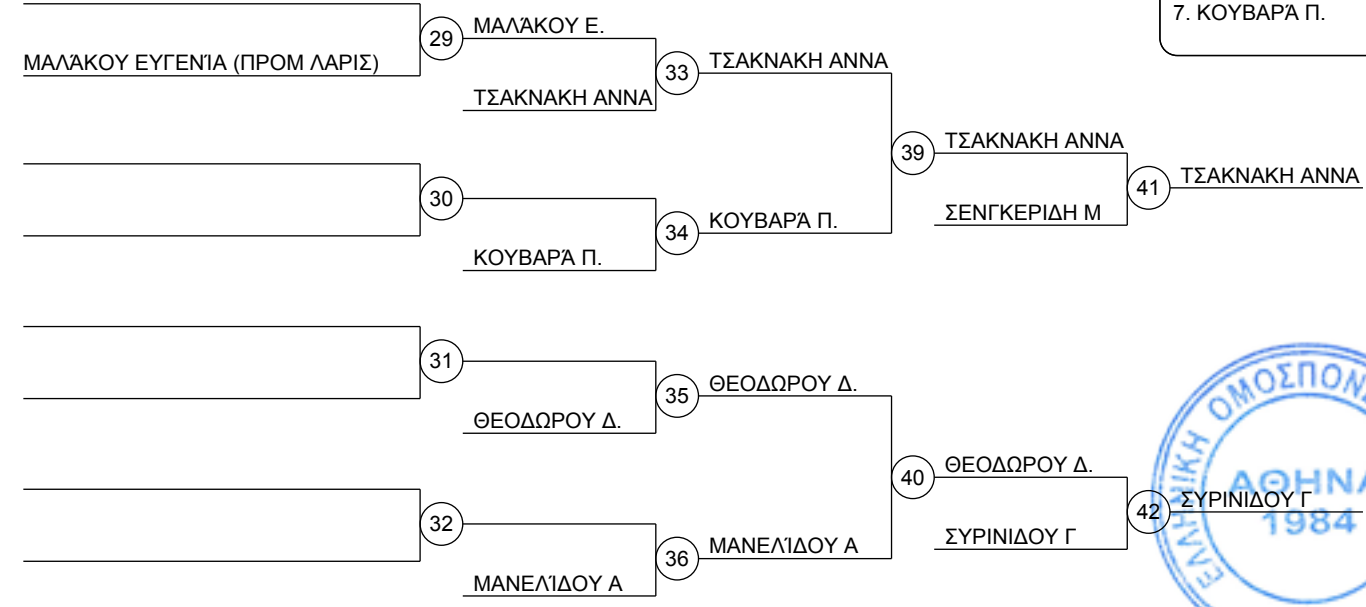 7. ΚΟΥΒΑΡΆ Π.
29
ΜΑΛΆΚΟΥ Ε.
ΜΑΛΆΚΟΥ ΕΥΓΕΝΊΑ (ΠΡΟΜ ΛΑΡΙΣ)
33
ΤΣΑΚΝΑΚΗ ΑΝΝΑ
ΤΣΑΚΝΑΚΗ ΑΝΝΑ
39
ΤΣΑΚΝΑΚΗ ΑΝΝΑ
41
ΤΣΑΚΝΑΚΗ ΑΝΝΑ
30
ΣΕΝΓΚΕΡΙΔΗ Μ
34
ΚΟΥΒΑΡΆ Π.
ΚΟΥΒΑΡΆ Π.
31
35
ΘΕΟΔΩΡΟΥ Δ.
ΘΕΟΔΩΡΟΥ Δ.
40
ΘΕΟΔΩΡΟΥ Δ.
42
ΣΥΡΙΝΙΔΟΥ Γ
32
ΣΥΡΙΝΙΔΟΥ Γ
36
ΜΑΝΕΛΊΔΟΥ Α
ΜΑΝΕΛΊΔΟΥ Α
ΕΛΛΗΝΙΚΗ
ΑΘΗΝΑ
1984